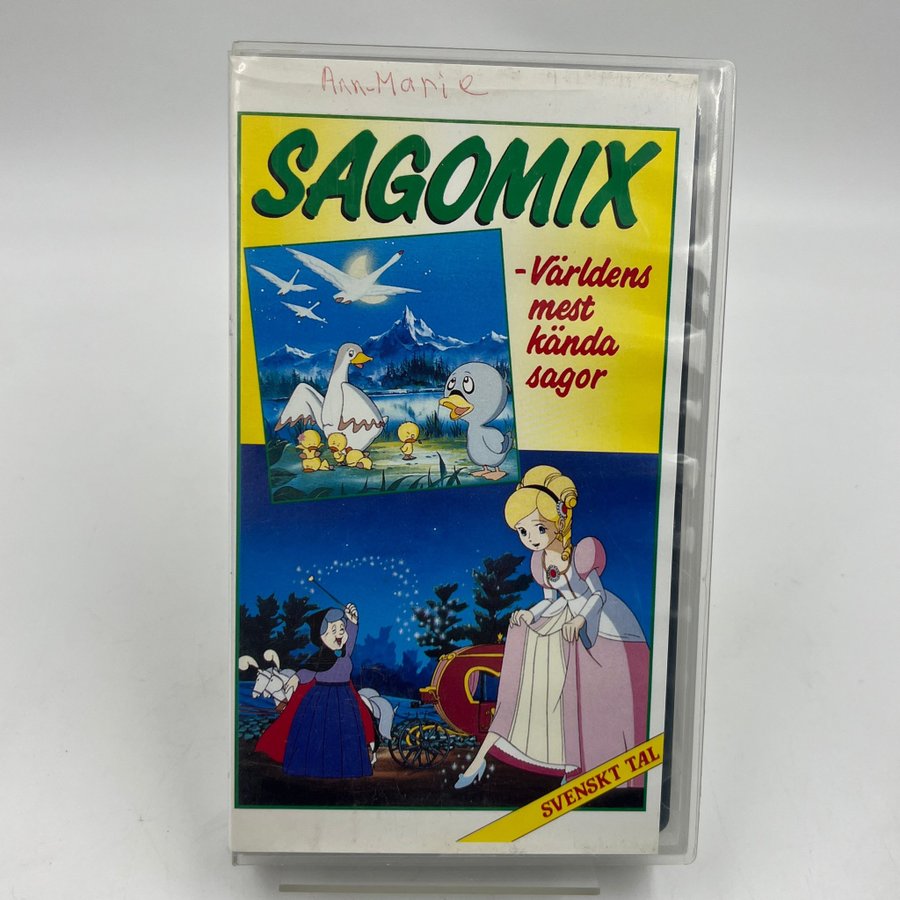 Ann-Marie
SAGOMIX
-Världens
mest
kända
sagor
SVENSKT TAL